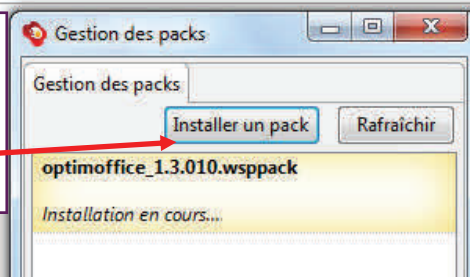 Gestion des packs
Gestion des packs
Installer un pack Rafraîchir
optimoffice_1.3.010.wsppack
Installation en cours...